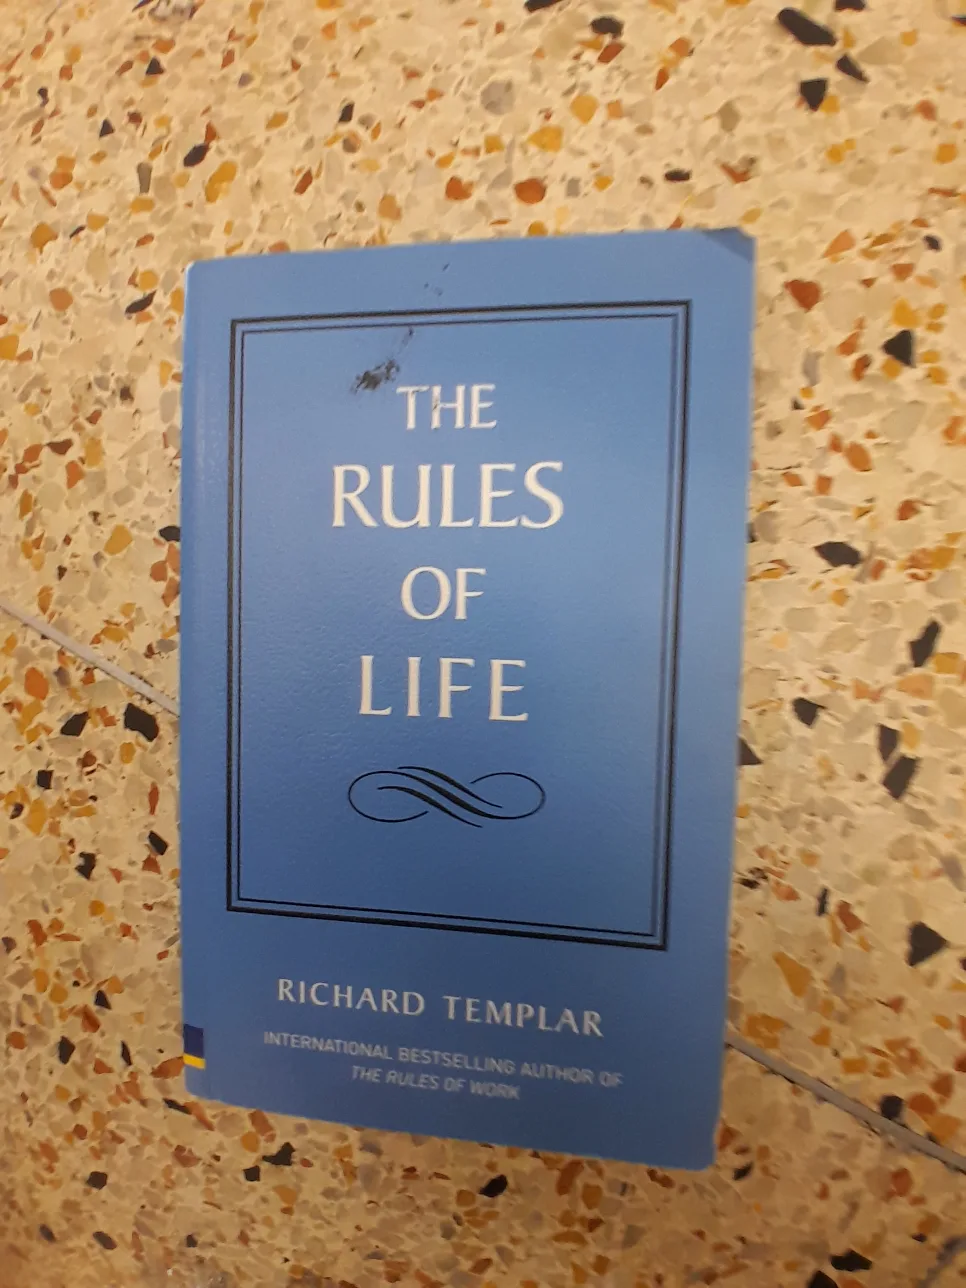 THE
RULES
OF
LIFE
RICHARD TEMPLAR
INTERNATIONAL BESTSELLING AUTHOR OF
THE RULES OF WORK